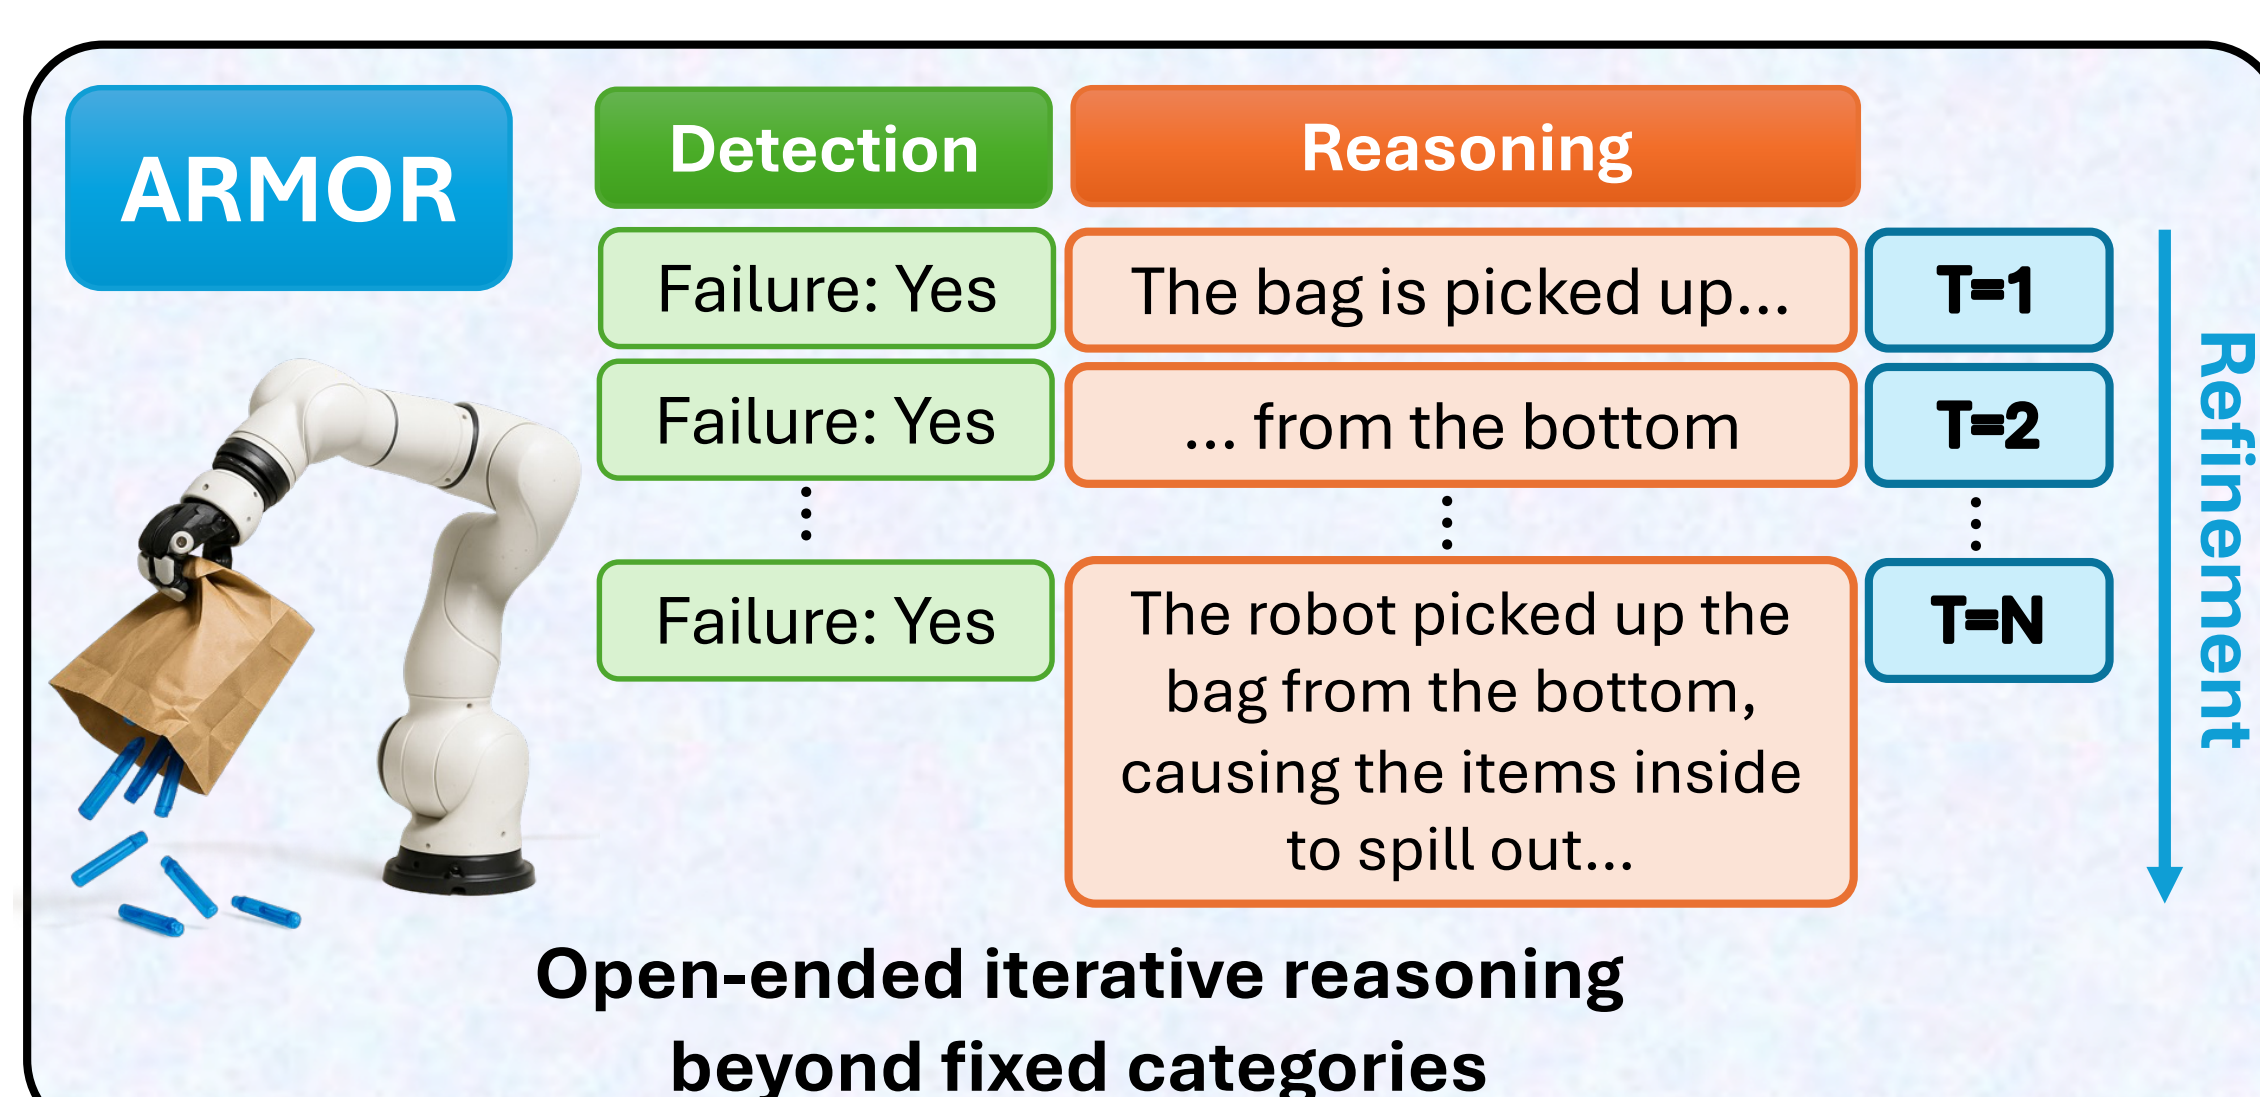 ARMOR
Detection
Reasoning
Failure: Yes
The bag is picked up...
T=1
Failure: Yes
... from the bottom
T=2
Failure: Yes
The robot picked up the
bag from the bottom,
causing the items inside
to spill out...
T=N
Refinement
Open-ended iterative reasoning
beyond fixed categories